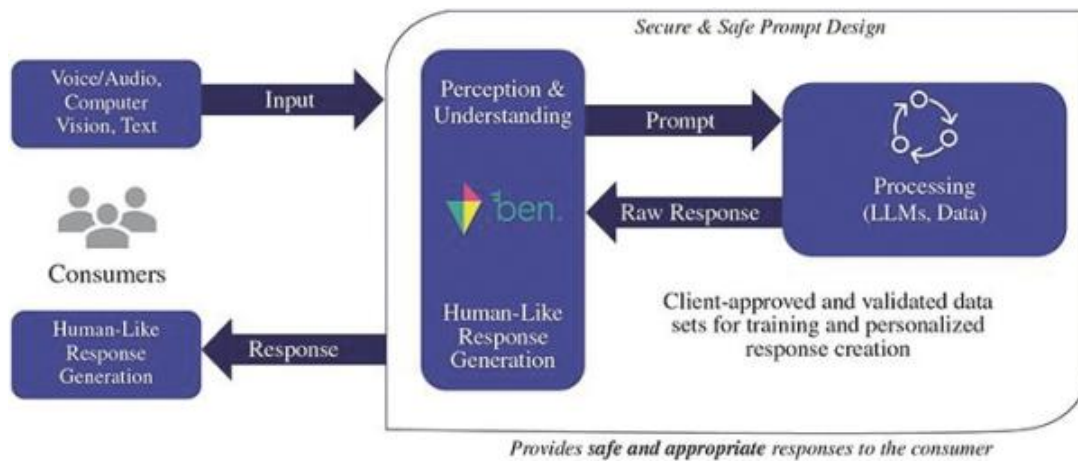 Secure & Safe Prompt Design
Voice/Audio,
Computer
Vision, Text
Input
Perception &
Understanding
Prompt
Processing
(LLMs, Data)
ben.
Raw Response
Consumers
Human-Like
Response
Generation
Response
Human-Like
Response
Generation
Client-approved and validated data
sets for training and personalized
response creation
Provides safe and appropriate responses to the consumer